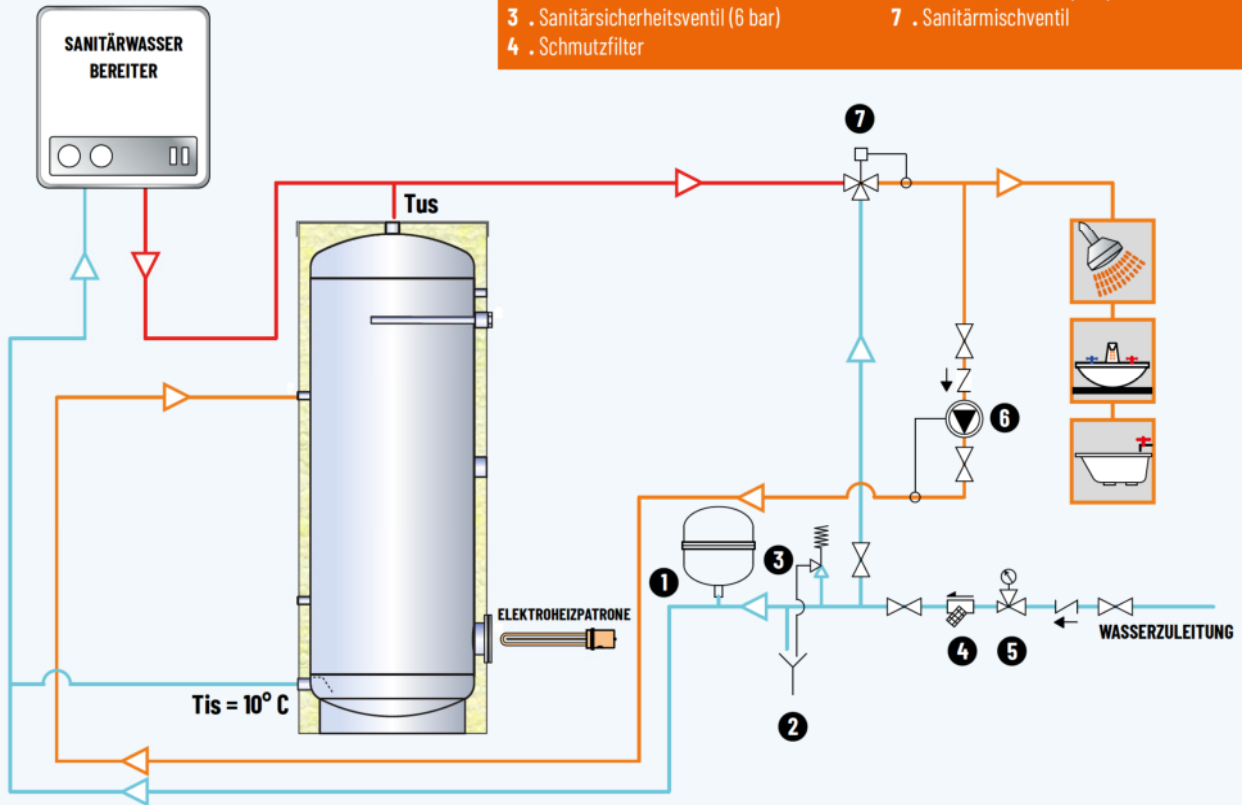 3 . Sanitärsicherheitsventil (6 bar)
7 . Sanitärmischventil
4 . Schmutzfilter
SANITÄRWASSER
BEREITER
7
Tus
6
3
1
ELEKTROHEIZPATRONE
WASSERZULEITUNG
4
5
Tis = 10° C
2